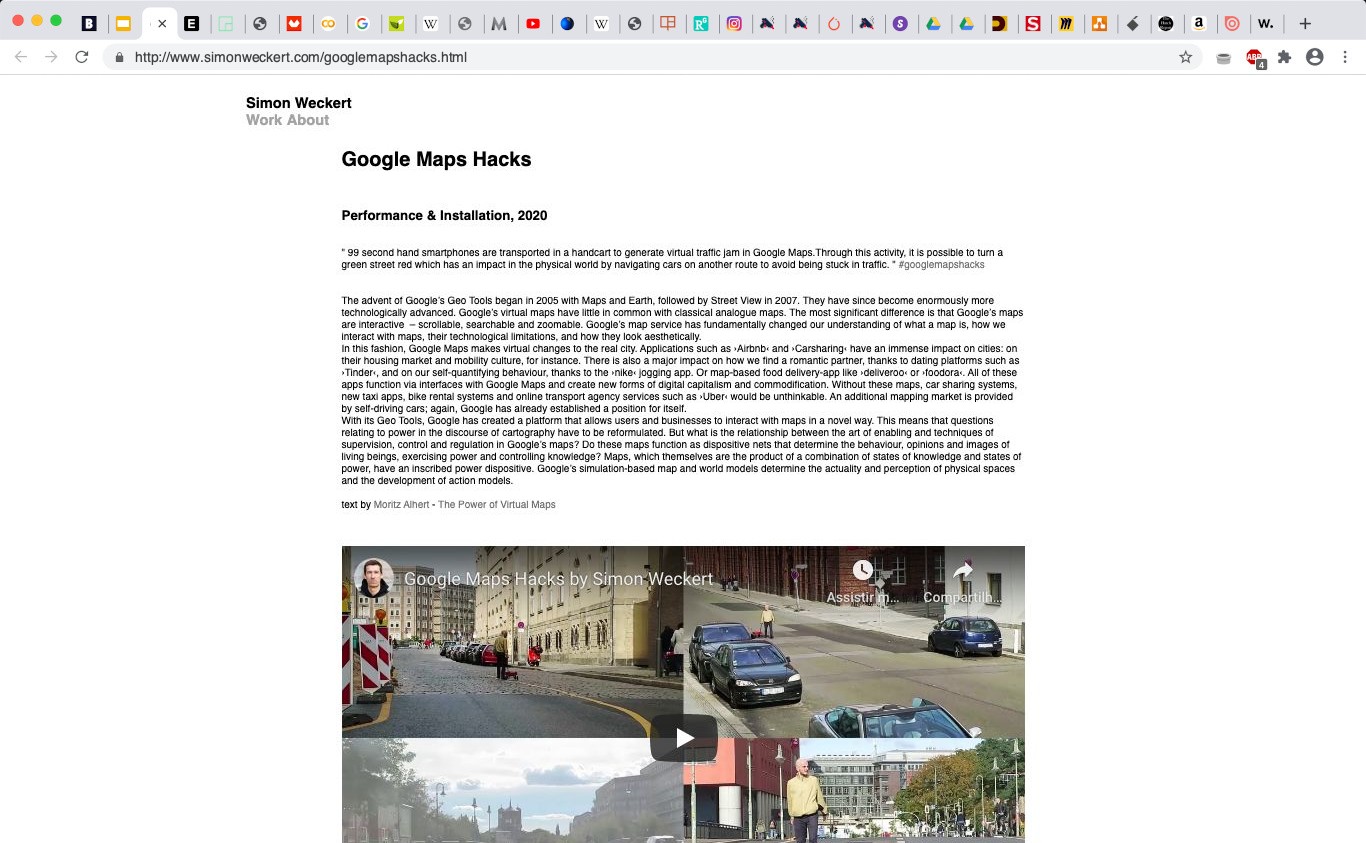 http://www.simonweckert.com/googlemapshacks.html
ABP
4
Simon Weckert
Work About
Google Maps Hacks
Performance & Installation, 2020
" 99 second hand smartphones are transported in a handcart to generate virtual traffic jam in Google Maps.Through this activity, it is possible to turn a
green street red which has an impact in the physical world by navigating cars on another route to avoid being stuck in traffic. " #googlemapshacks
The advent of Google's Geo Tools began in 2005 with Maps and Earth, followed by Street View in 2007. They have since become enormously more
technologically advanced. Google's virtual maps have little in common with classical analogue maps. The most significant difference is that Google's maps
are interactive – scrollable, searchable and zoomable. Google's map service has fundamentally changed our understanding of what a map is, how we
interact with maps, their technological limitations, and how they look aesthetically.
In this fashion, Google Maps makes virtual changes to the real city. Applications such as ›Airbnb‹ and ›Carsharing‹ have an immense impact on cities: on
their housing market and mobility culture, for instance. There is also a major impact on how we find a romantic partner, thanks to dating platforms such as
›Tinder‹, and on our self-quantifying behaviour, thanks to the ›nike‹ jogging app. Or map-based food delivery-app like ›deliveroo‹ or ›foodora‹. All of these
apps function via interfaces with Google Maps and create new forms of digital capitalism and commodification. Without these maps, car sharing systems,
new taxi apps, bike rental systems and online transport agency services such as ›Uber‹ would be unthinkable. An additional mapping market is provided
by self-driving cars; again, Google has already established a position for itself.
With its Geo Tools, Google has created a platform that allows users and businesses to interact with maps in a novel way. This means that questions
relating to power in the discourse of cartography have to be reformulated. But what is the relationship between the art of enabling and techniques of
supervision, control and regulation in Google's maps? Do these maps function as dispositive nets that determine the behaviour, opinions and images of
living beings, exercising power and controlling knowledge? Maps, which themselves are the product of a combination of states of knowledge and states of
power, have an inscribed power dispositive. Google's simulation-based map and world models determine the actuality and perception of physical spaces
and the development of action models.
text by Moritz Alhert - The Power of Virtual Maps
Google Maps Hacks by Simon Weckert
Assistir m...
Compartilh...